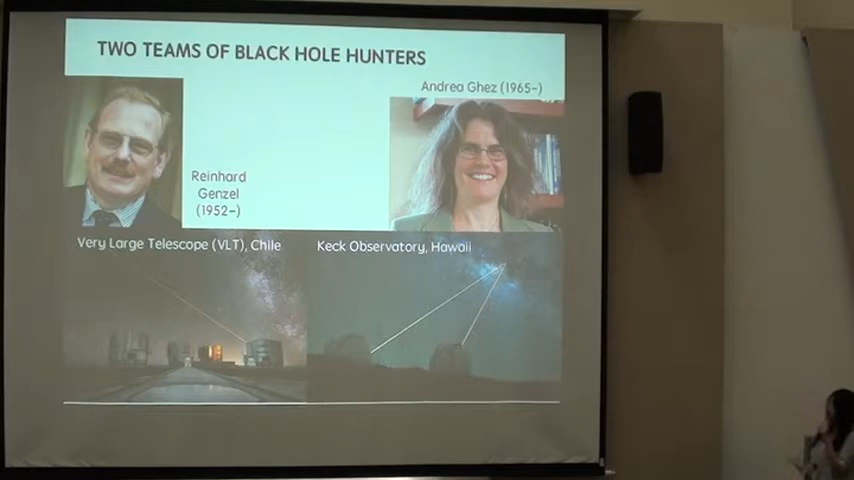 TWO TEAMS OF BLACK HOLE HUNTERS
Andrea Ghez (1965-)
Reinhard
Genzel
(1952-)
Very Large Telescope (VLT), Chile
Keck Observatory, Hawaii